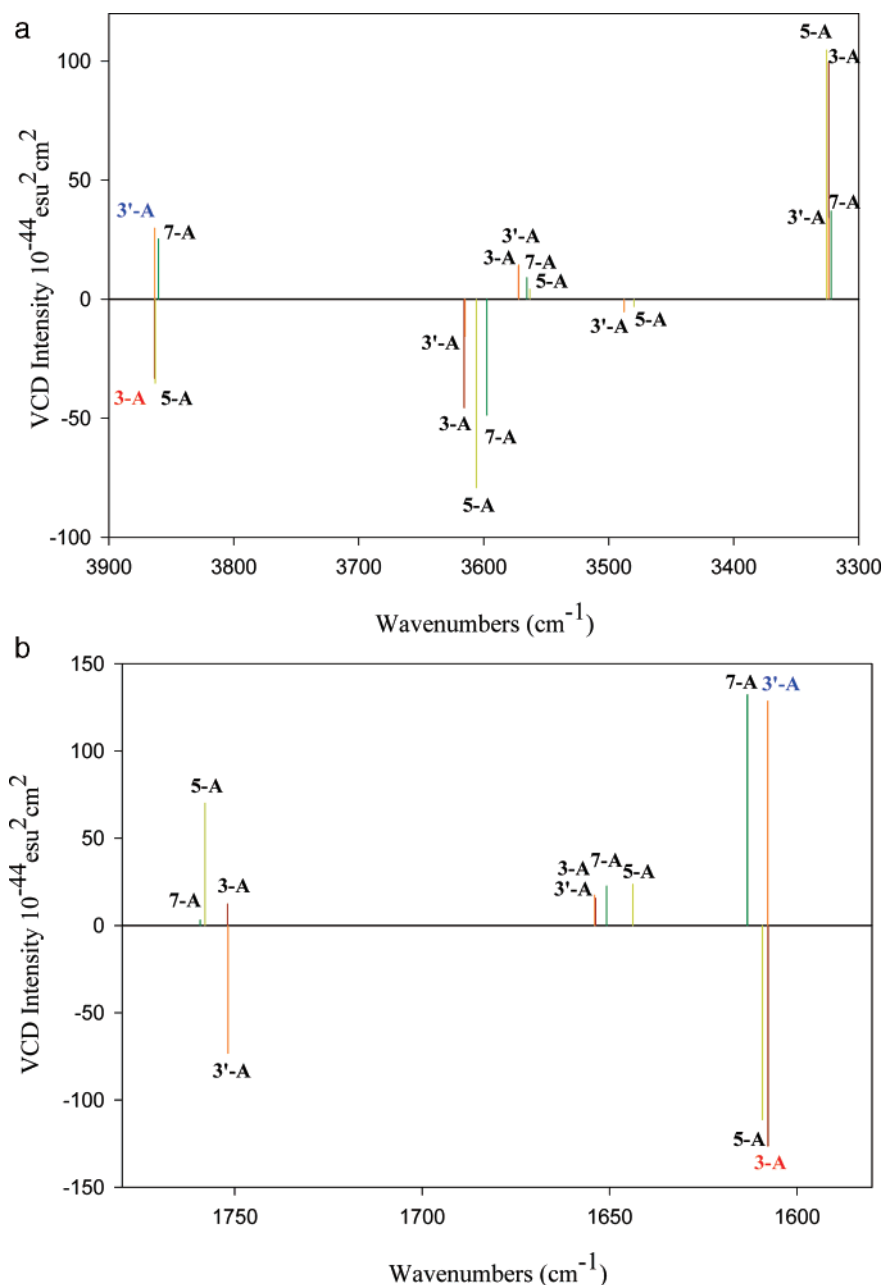 a
5-A
3-A
100
VCD Intensity 10⁻⁴⁴esu²cm²
50
3'-A
7-A
3'-A
3-A
7-A
5-A
3'-A
7-A
0
3'-A
5-A
3'-A
3-A
5-A
3-A
7-A
-50
5-A
-100
3900
3800
3700
3600
3500
3400
3300
Wavenumbers (cm⁻¹)
b
150
7-A
3'-A
VCD Intensity 10⁻⁴⁴esu²cm²
100
5-A
50
7-A
3-A
3-A
7-A
5-A
3'-A
0
-50
3'-A
-100
5-A
3-A
-150
1750
1700
1650
1600
Wavenumbers (cm⁻¹)